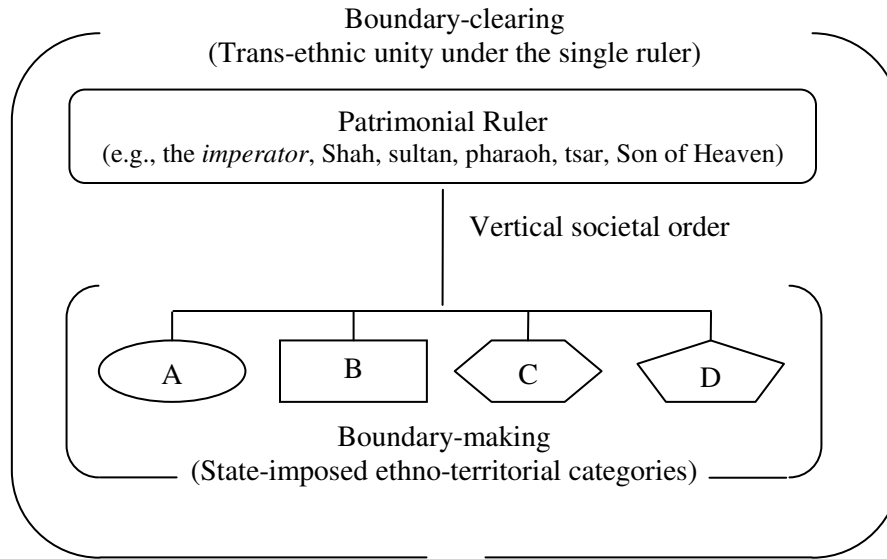 Boundary-clearing
(Trans-ethnic unity under the single ruler)
Patrimonial Ruler
(e.g., the imperator, Shah, sultan, pharaoh, tsar, Son of Heaven)
Vertical societal order
A B C D
Boundary-making
(State-imposed ethno-territorial categories)